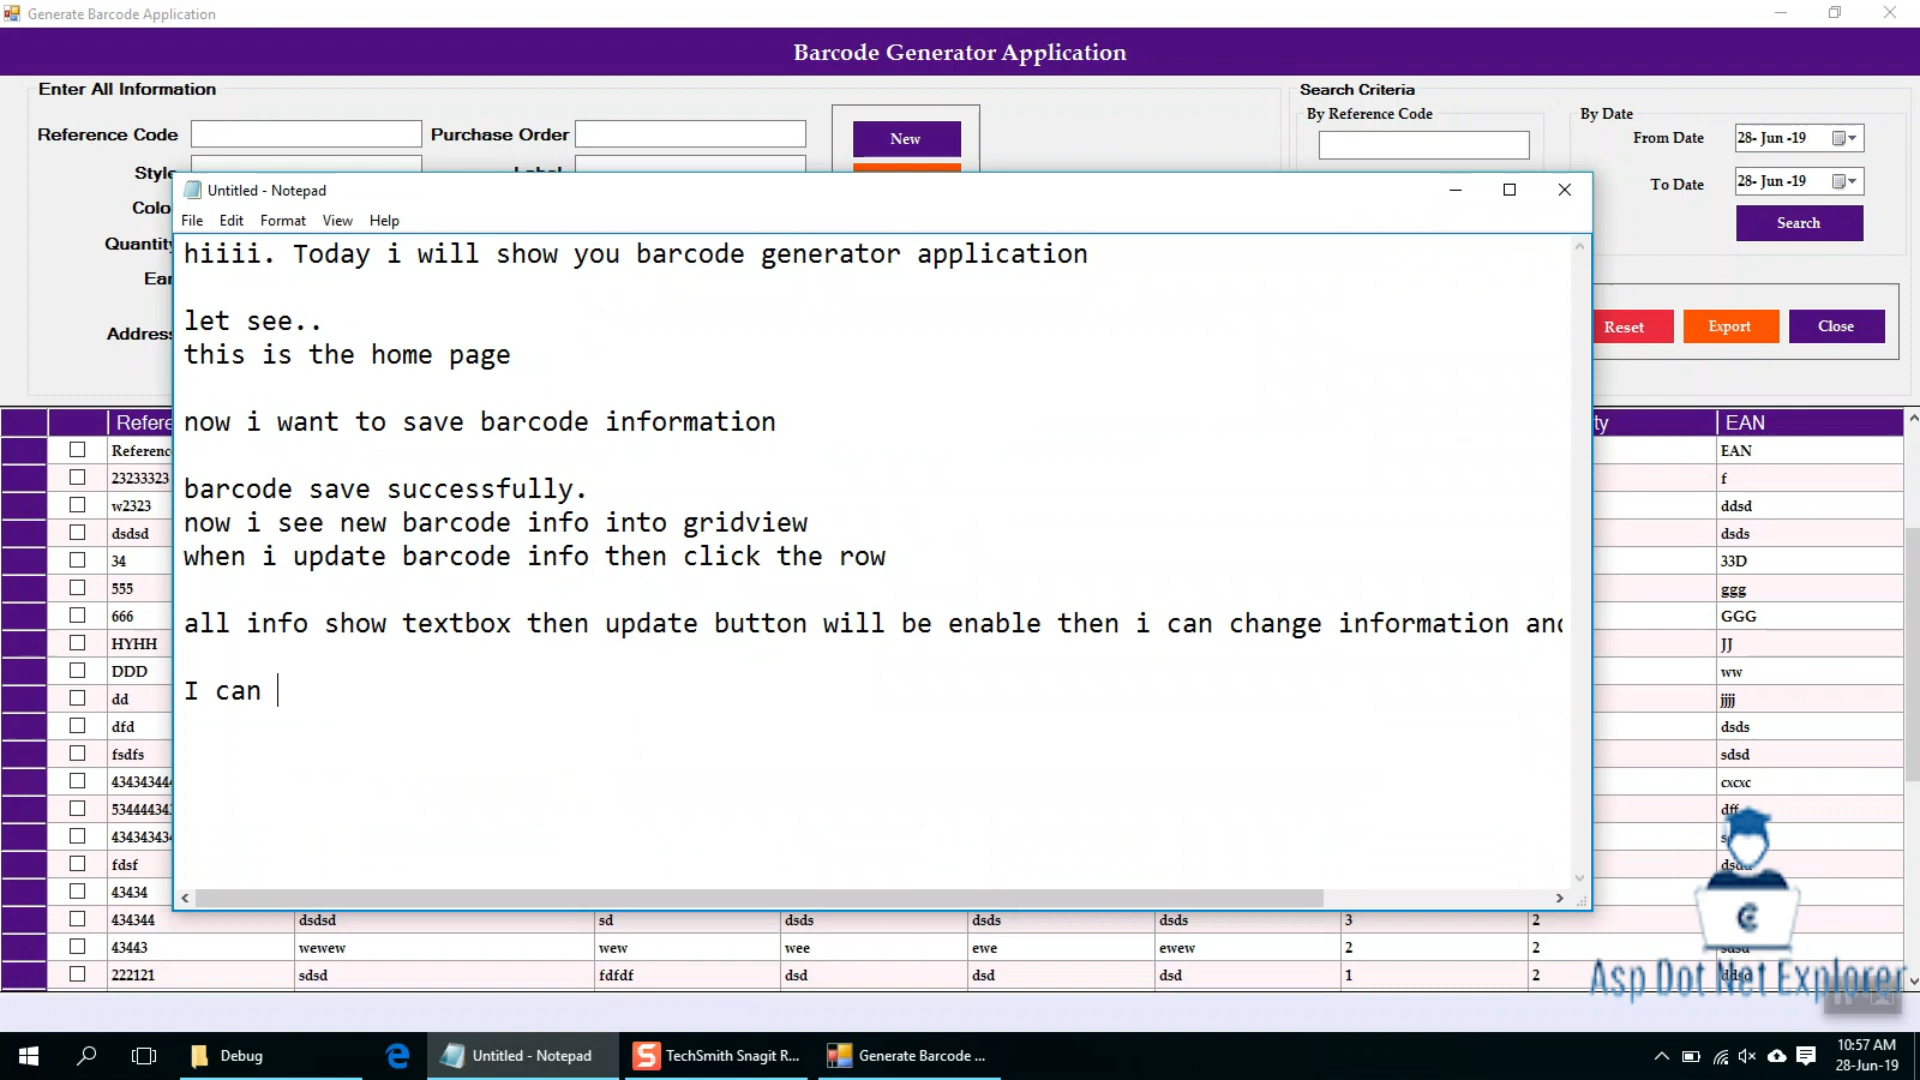 Generate Barcode Application
Barcode Generator Application
Enter All Information
Reference Code
Purchase Order
New
Search Criteria
By Reference Code
By Date
From Date
28- Jun -19
To Date
28- Jun -19
Search
Reset
Export
Close
Untitled - Notepad
File Edit Format View Help
hiiii. Today i will show you barcode generator application
let see..
this is the home page
now i want to save barcode information
barcode save successfully.
now i see new barcode info into gridview
when i update barcode info then click the row
all info show textbox then update button will be enable then i can change information and
I can
EAN
EAN
23233323 f
w2323 ddsd
dsdsd dsds
34 33D
555 ggg
666 GGG
HYHH JJ
DDD ww
dd jjjj
dfd dsds
fsdfs sdsd
cxcxc
fdsf
43434
434344 dsdsd sd dsds dsds dsds 3 2
43443 wewew wew wee ewe ewew 2 2
222121 sdsd fdfdf dsd dsd dsd 1 2
Asp Dot Net Explorer
Debug
Untitled - Notepad
TechSmith Snagit R...
Generate Barcode ...
10:57 AM
28-Jun-19